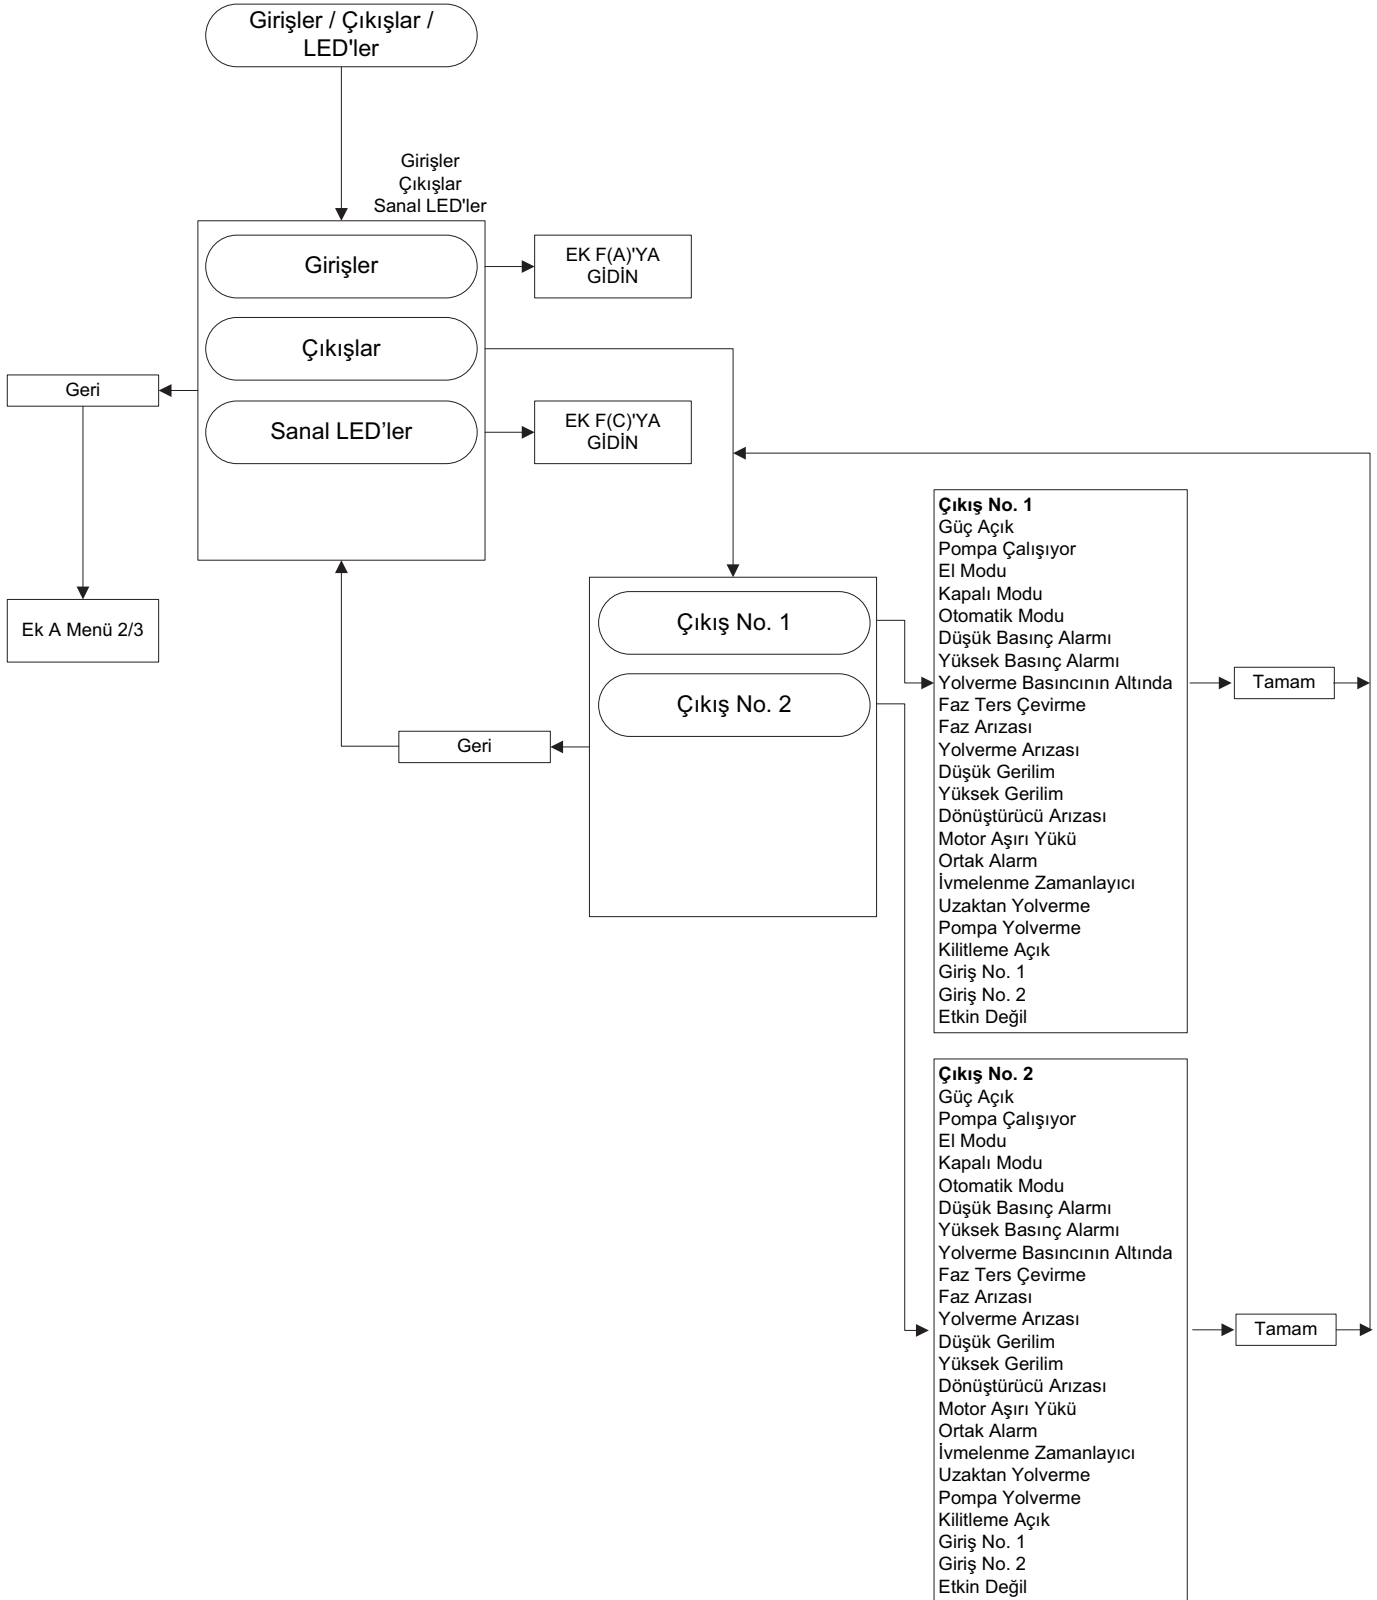 Girişler / Çıkışlar /
LED'ler
Girişler
Çıkışlar
Sanal LED'ler
Girişler
EK F(A)'YA
GİDİN
Çıkışlar
Geri
Sanal LED’ler
EK F(C)'YA
GİDİN
Ek A Menü 2/3
Çıkış No. 1
Çıkış No. 2
Geri
Çıkış No. 1
Güç Açık
Pompa Çalışıyor
El Modu
Kapalı Modu
Otomatik Modu
Düşük Basınç Alarmı
Yüksek Basınç Alarmı
Yolverme Basıncının Altında
Faz Ters Çevirme
Faz Arızası
Yolverme Arızası
Düşük Gerilim
Yüksek Gerilim
Dönüştürücü Arızası
Motor Aşırı Yükü
Ortak Alarm
İvmelenme Zamanlayıcı
Uzaktan Yolverme
Pompa Yolverme
Kilitleme Açık
Giriş No. 1
Giriş No. 2
Etkin Değil
Tamam
Çıkış No. 2
Güç Açık
Pompa Çalışıyor
El Modu
Kapalı Modu
Otomatik Modu
Düşük Basınç Alarmı
Yüksek Basınç Alarmı
Yolverme Basıncının Altında
Faz Ters Çevirme
Faz Arızası
Yolverme Arızası
Düşük Gerilim
Yüksek Gerilim
Dönüştürücü Arızası
Motor Aşırı Yükü
Ortak Alarm
İvmelenme Zamanlayıcı
Uzaktan Yolverme
Pompa Yolverme
Kilitleme Açık
Giriş No. 1
Giriş No. 2
Etkin Değil
Tamam